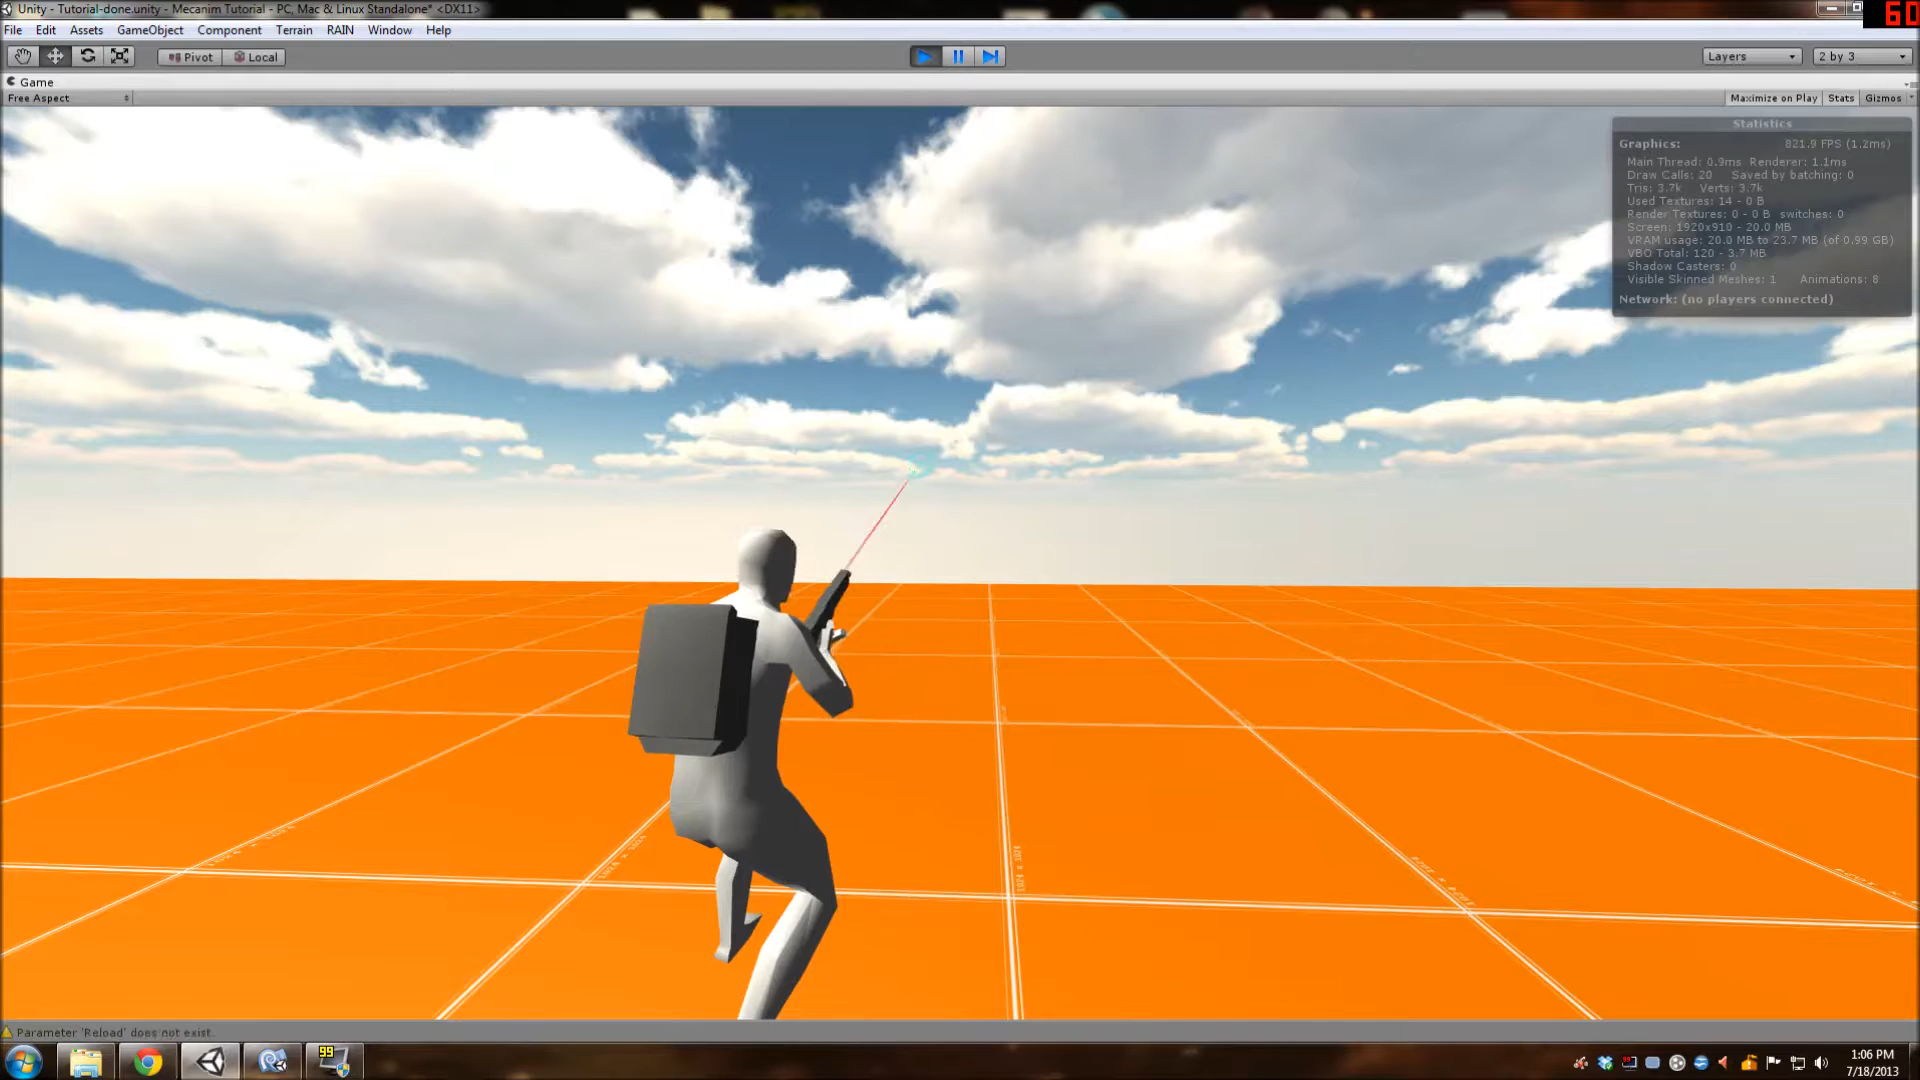 Unity - Tutorial-done.unity - Mecanim Tutorial - PC, Mac & Linux Standalone* <DX11>
60
File Edit Assets GameObject Component Terrain RAIN Window Help
Pivot Local Layers 2 by 3
Game
Free Aspect Maximize on Play Stats Gizmos
Statistics
Graphics: 821.9 FPS (1.2ms)
Main Thread: 0.9ms Renderer: 1.1ms
Draw Calls: 20 Saved by batching: 0
Tris: 3.7k Verts: 3.7k
Used Textures: 14 - 0 B
Render Textures: 0 - 0 B switches: 0
Screen: 1920x910 - 20.0 MB
VRAM usage: 20.0 MB to 23.7 MB (of 0.99 GB)
VBO Total: 120 - 3.7 MB
Shadow Casters: 0
Visible Skinned Meshes: 1 Animations: 8
Network: (no players connected)
1024 x 1024
1024 x 1024
Parameter 'Reload' does not exist.
99
1:06 PM
7/18/2013